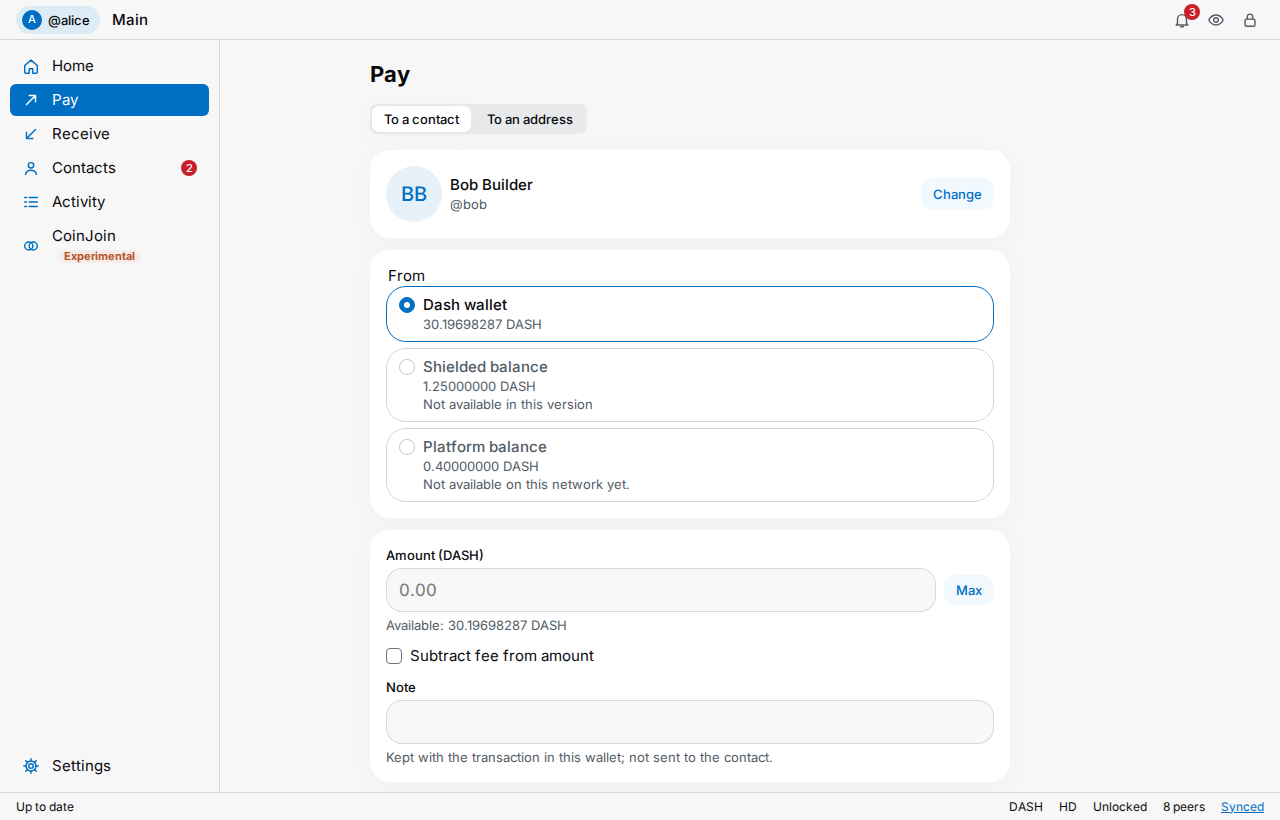 A @alice Main 3
Home
Pay
Receive
Contacts 2
Activity
CoinJoin
Experimental
Settings
Pay
To a contact To an address
BB
Bob Builder
@bob
Change
From
Dash wallet
30.19698287 DASH
Shielded balance
1.25000000 DASH
Not available in this version
Platform balance
0.40000000 DASH
Not available on this network yet.
Amount (DASH)
0.00
Max
Available: 30.19698287 DASH
Subtract fee from amount
Note
Kept with the transaction in this wallet; not sent to the contact.
Up to date DASH HD Unlocked 8 peers Synced